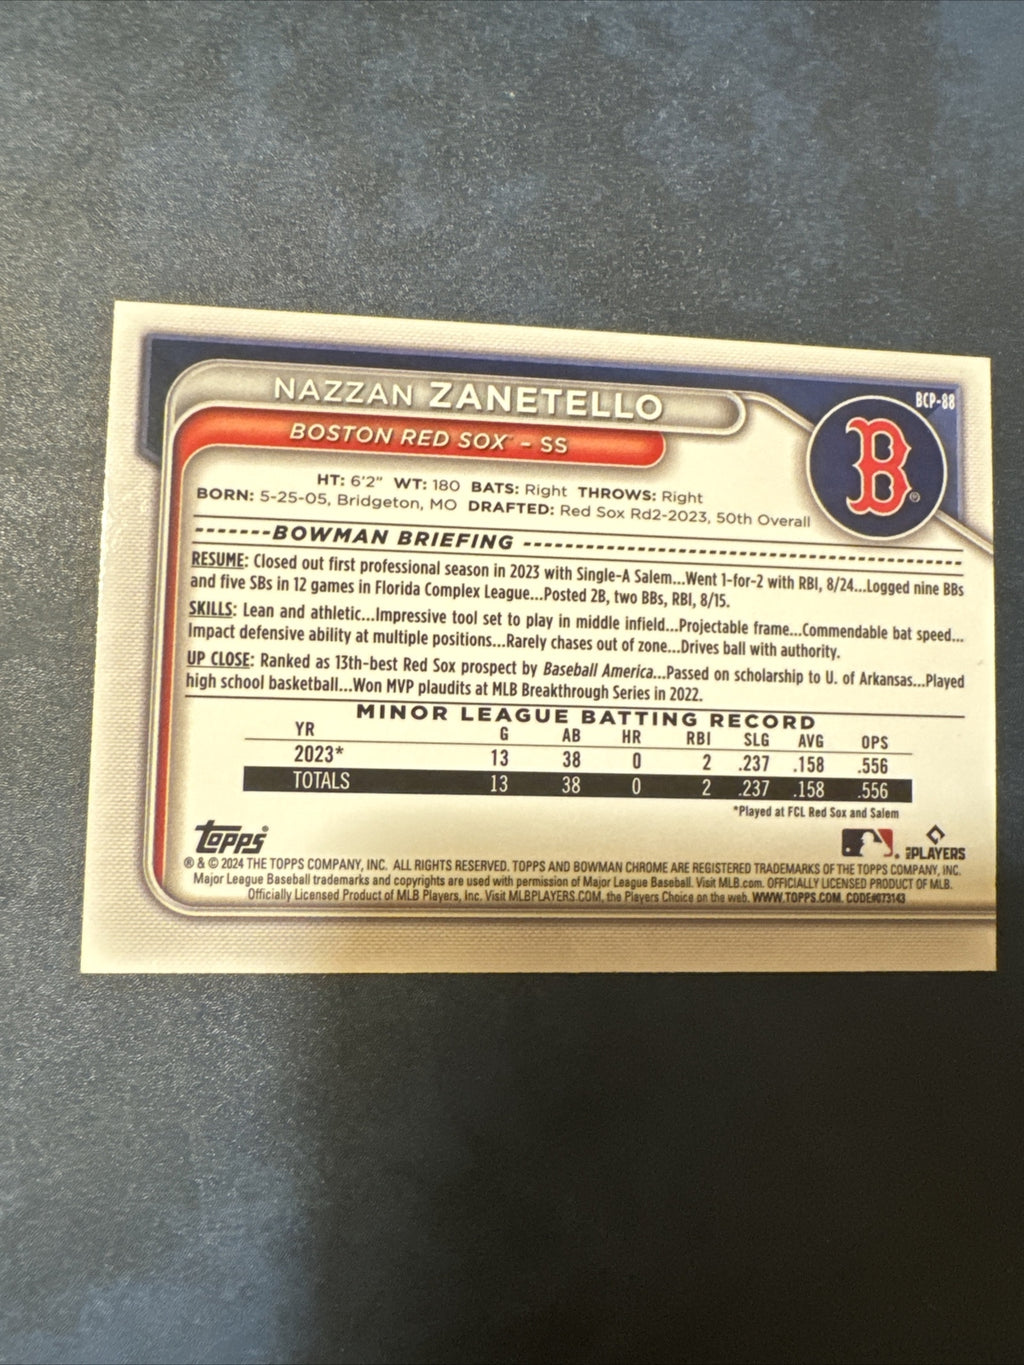 BCP-88
NAZZAN ZANETELLO
BOSTON RED SOX™ – SS
B®
HT: 6'2" WT: 180 BATS: Right THROWS: Right
BORN: 5-25-05, Bridgeton, MO DRAFTED: Red Sox Rd2-2023, 50th Overall
BOWMAN BRIEFING
RESUME: Closed out first professional season in 2023 with Single-A Salem...Went 1-for-2 with RBI, 8/24...Logged nine BBs
and five SBs in 12 games in Florida Complex League...Posted 2B, two BBs, RBI, 8/15.
SKILLS: Lean and athletic...Impressive tool set to play in middle infield...Projectable frame...Commendable bat speed...
Impact defensive ability at multiple positions...Rarely chases out of zone...Drives ball with authority.
UP CLOSE: Ranked as 13th-best Red Sox prospect by Baseball America...Passed on scholarship to U. of Arkansas...Played
high school basketball...Won MVP plaudits at MLB Breakthrough Series in 2022.
MINOR LEAGUE BATTING RECORD
YR G AB HR RBI SLG AVG OPS
2023* 13 38 0 2 .237 .158 .556
TOTALS 13 38 0 2 .237 .158 .556
*Played at FCL Red Sox and Salem
topps®
MLB PLAYERS
® & © 2024 THE TOPPS COMPANY, INC. ALL RIGHTS RESERVED. TOPPS AND BOWMAN CHROME ARE REGISTERED TRADEMARKS OF THE TOPPS COMPANY, INC.
Major League Baseball trademarks and copyrights are used with permission of Major League Baseball. Visit MLB.com. OFFICIALLY LICENSED PRODUCT OF MLB.
Officially Licensed Product of MLB Players, Inc. Visit MLBPLAYERS.COM, the Players Choice on the web. WWW.TOPPS.COM. CODE#073143